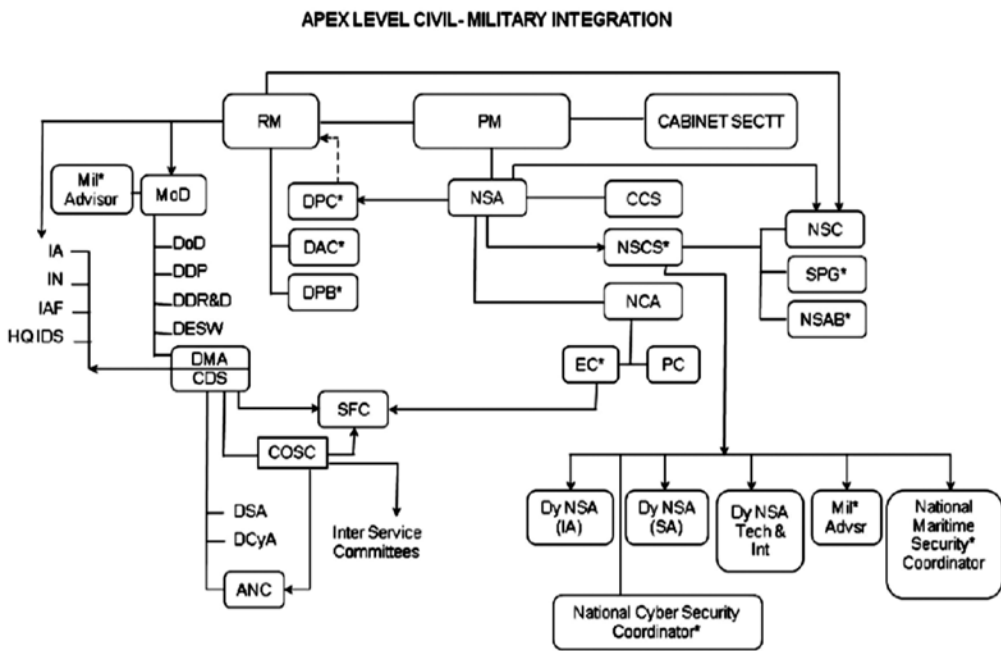 APEX LEVEL CIVIL- MILITARY INTEGRATION
RM
PM
CABINET SECTT
Mil*
Advisor
MoD
DPC*
NSA
CCS
NSC
DoD
DAC*
NSCS*
IA
SPG*
DDP
IN
DPB*
NCA
DDR&D
NSAB*
IAF
DESW
HQ IDS
DMA
CDS
EC*
PC
SFC
COSC
DSA
DCyA
Inter Service
Committees
ANC
Dy NSA
(IA)
Dy NSA
(SA)
Dy NSA
Tech &
Int
Mil*
Advsr
National
Maritime
Security*
Coordinator
National Cyber Security
Coordinator*